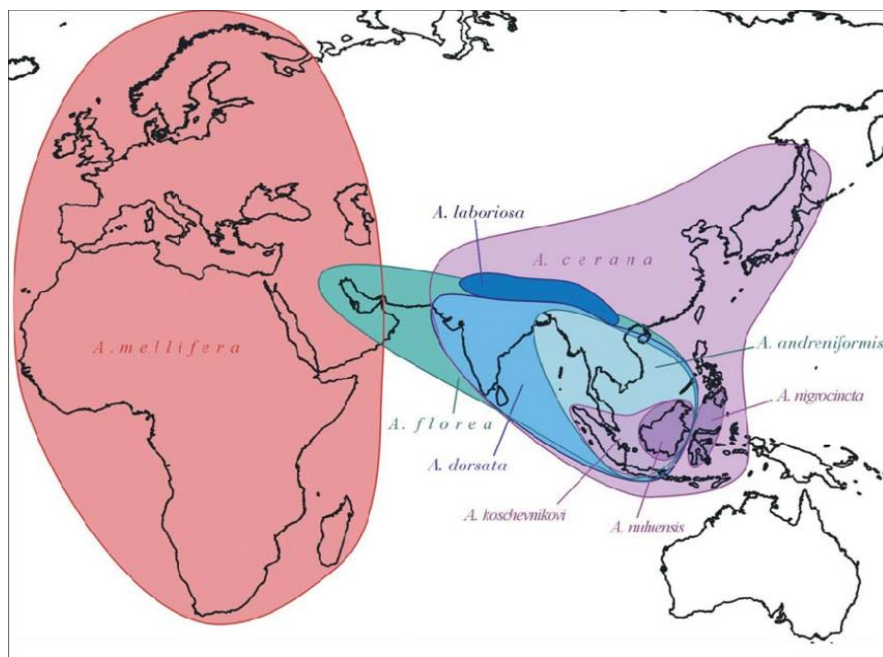 A. laboriosa
A. cerana
A. mellifera
A. andreniformis
A. nigrocincta
A. florea
A. dorsata
A. koschevnikovi
A. nuluensis